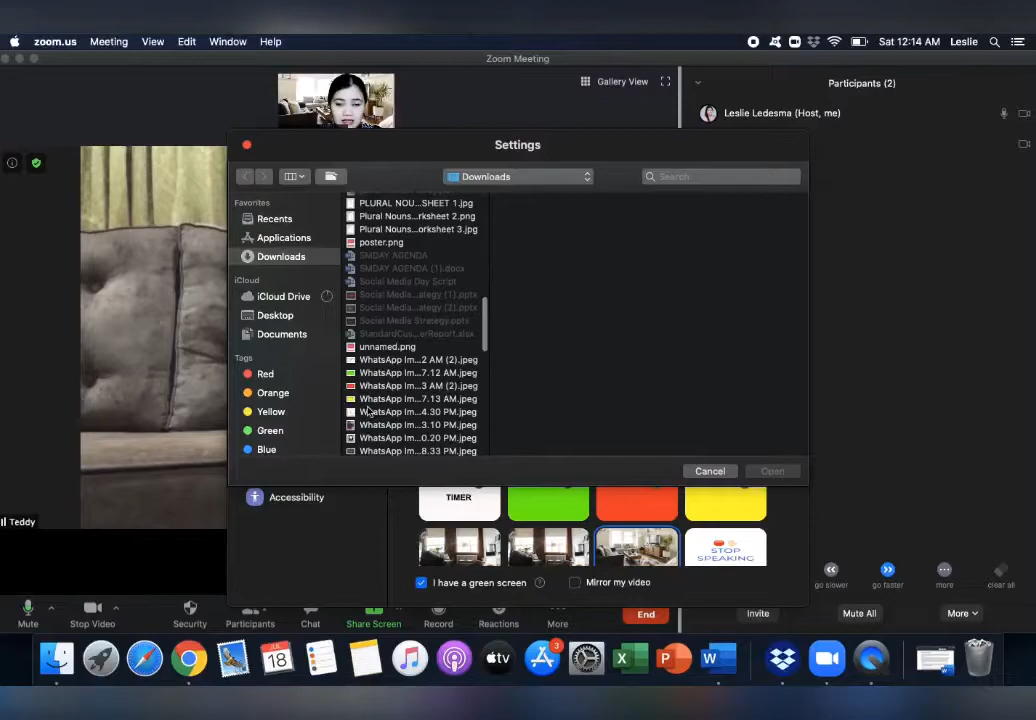 zoom.us Meeting View Edit Window Help
Sat 12:14 AM Leslie
Zoom Meeting
Gallery View
Participants (2)
Leslie Ledesma (Host, me)
Settings
Downloads
Search
Favorites
Recents
Applications
Downloads
iCloud
iCloud Drive
Desktop
Documents
Tags
Red
Orange
Yellow
Green
Blue
PLURAL NOU...SHEET 1.jpg
Plural Nouns...rksheet 2.png
Plural Nouns...orksheet 3.jpg
poster.png
SMDAY AGENDA
SMDAY AGENDA (1).docx
Social Media Day Script
Social Media...ategy (1).pptx
Social Media...ategy (2).pptx
Social Media Strategy.pptx
StandardCus...erReport.xlsx
unnamed.png
WhatsApp Im...2 AM (2).jpeg
WhatsApp Im...7.12 AM.jpeg
WhatsApp Im...3 AM (2).jpeg
WhatsApp Im...7.13 AM.jpeg
WhatsApp Im...4.30 PM.jpeg
WhatsApp Im...3.10 PM.jpeg
WhatsApp Im...0.20 PM.jpeg
WhatsApp Im...8.33 PM.jpeg
Cancel Open
Accessibility
TIMER
STOP
SPEAKING
I have a green screen ?
Mirror my video
Teddy
go slower go faster more clear all
Mute Stop Video Security Participants Chat Share Screen Record Reactions More End
Invite Mute All More
JUL
18
3